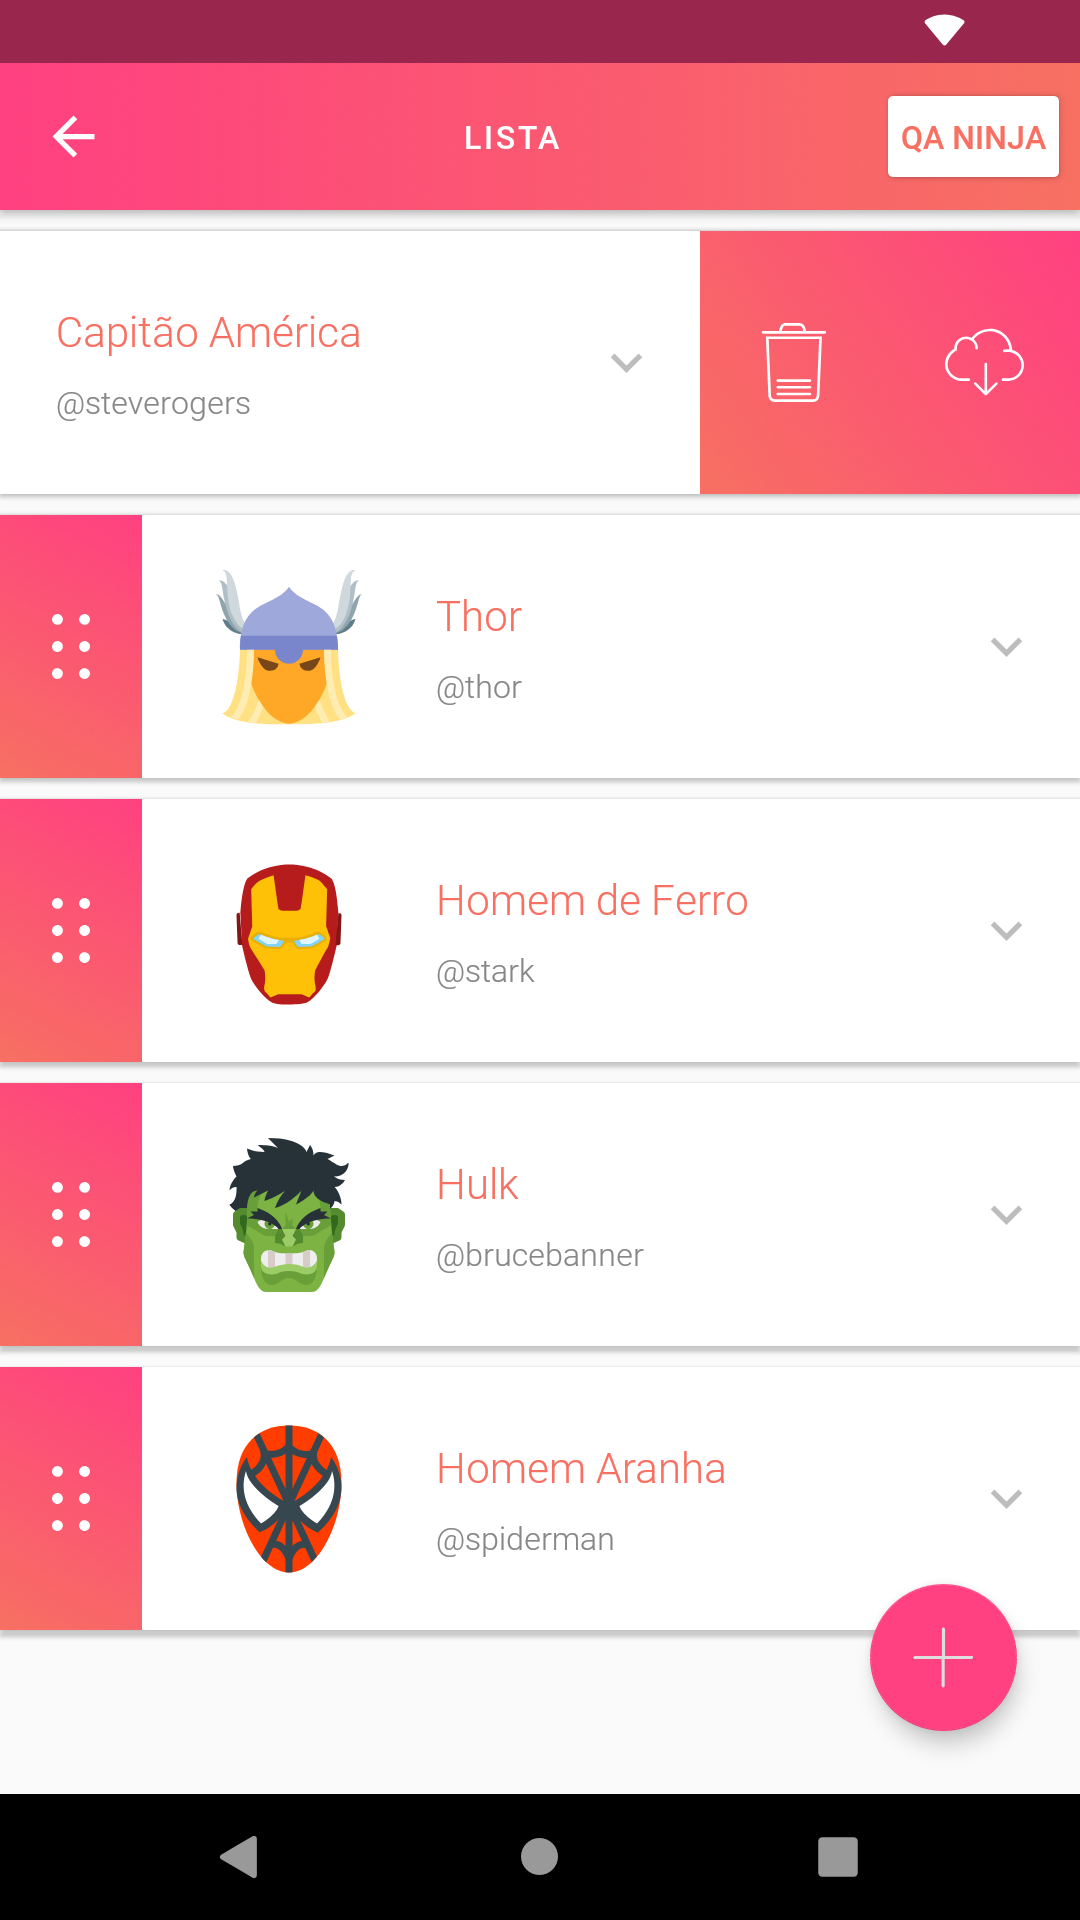 LISTA
QA NINJA
Capitão América
@steverogers
Thor
@thor
Homem de Ferro
@stark
Hulk
@brucebanner
Homem Aranha
@spiderman